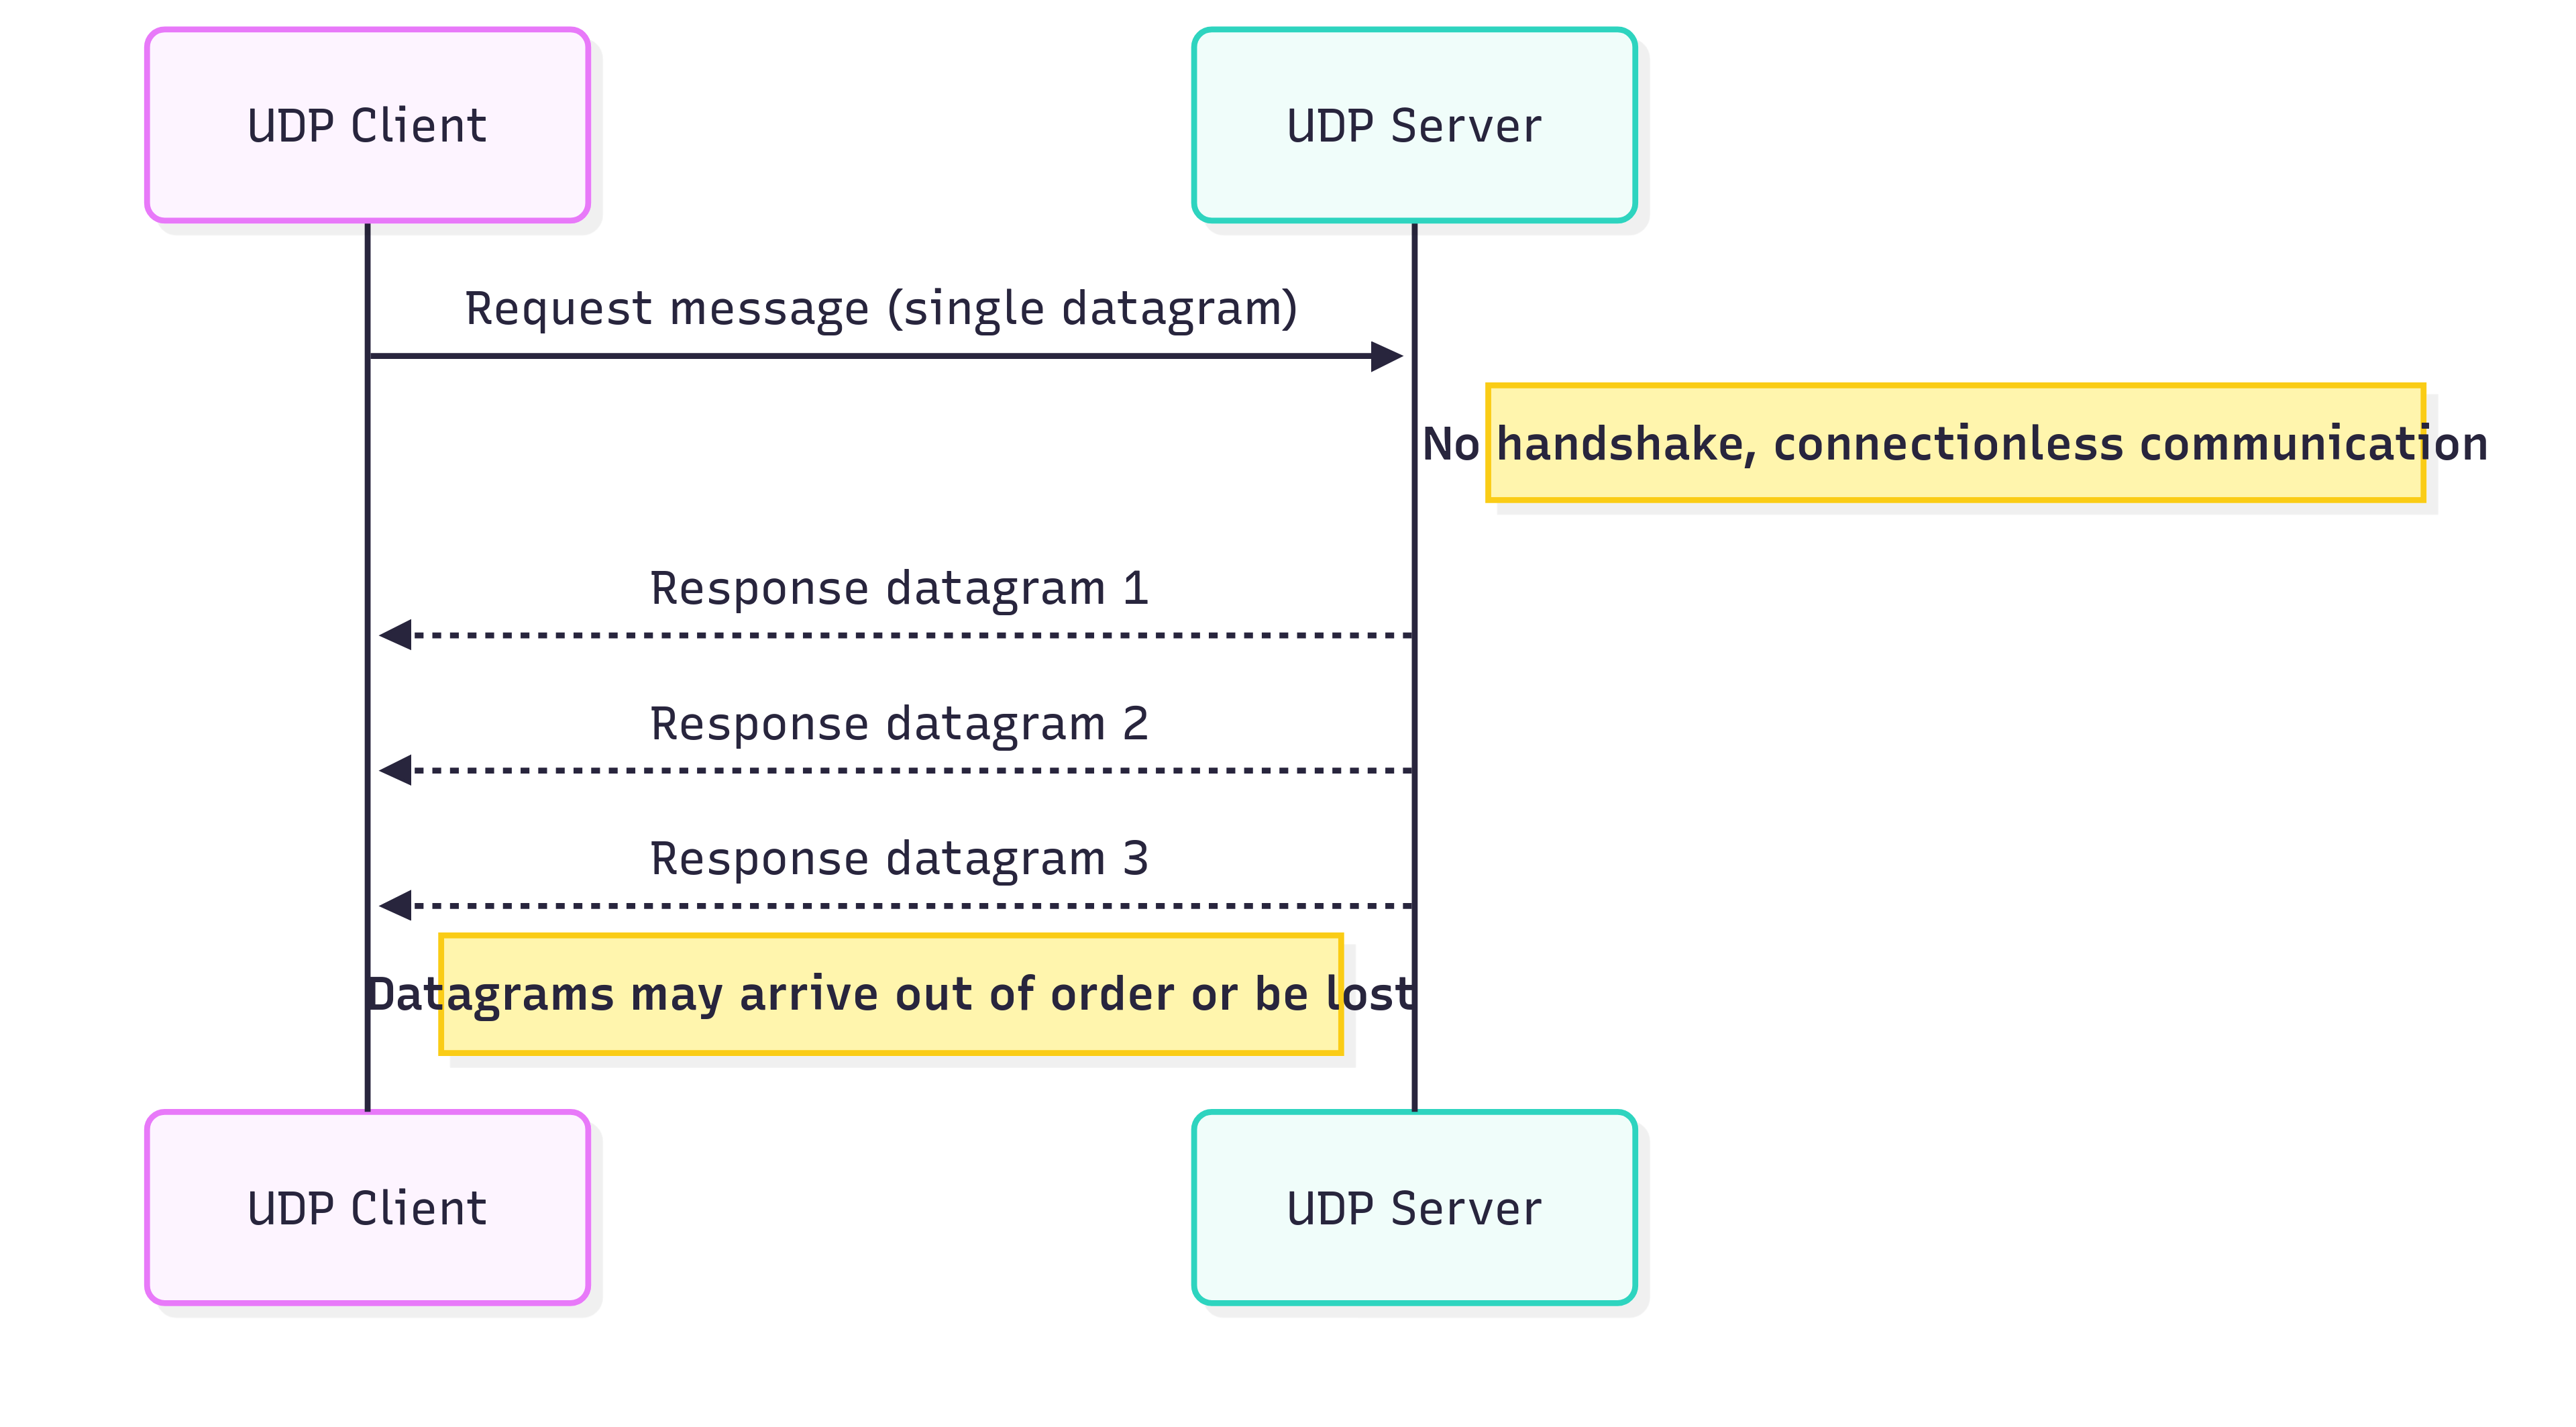 UDP Client
UDP Server
Request message (single datagram)
No handshake, connectionless communication
Response datagram 1
Response datagram 2
Response datagram 3
Datagrams may arrive out of order or be lost
UDP Client
UDP Server